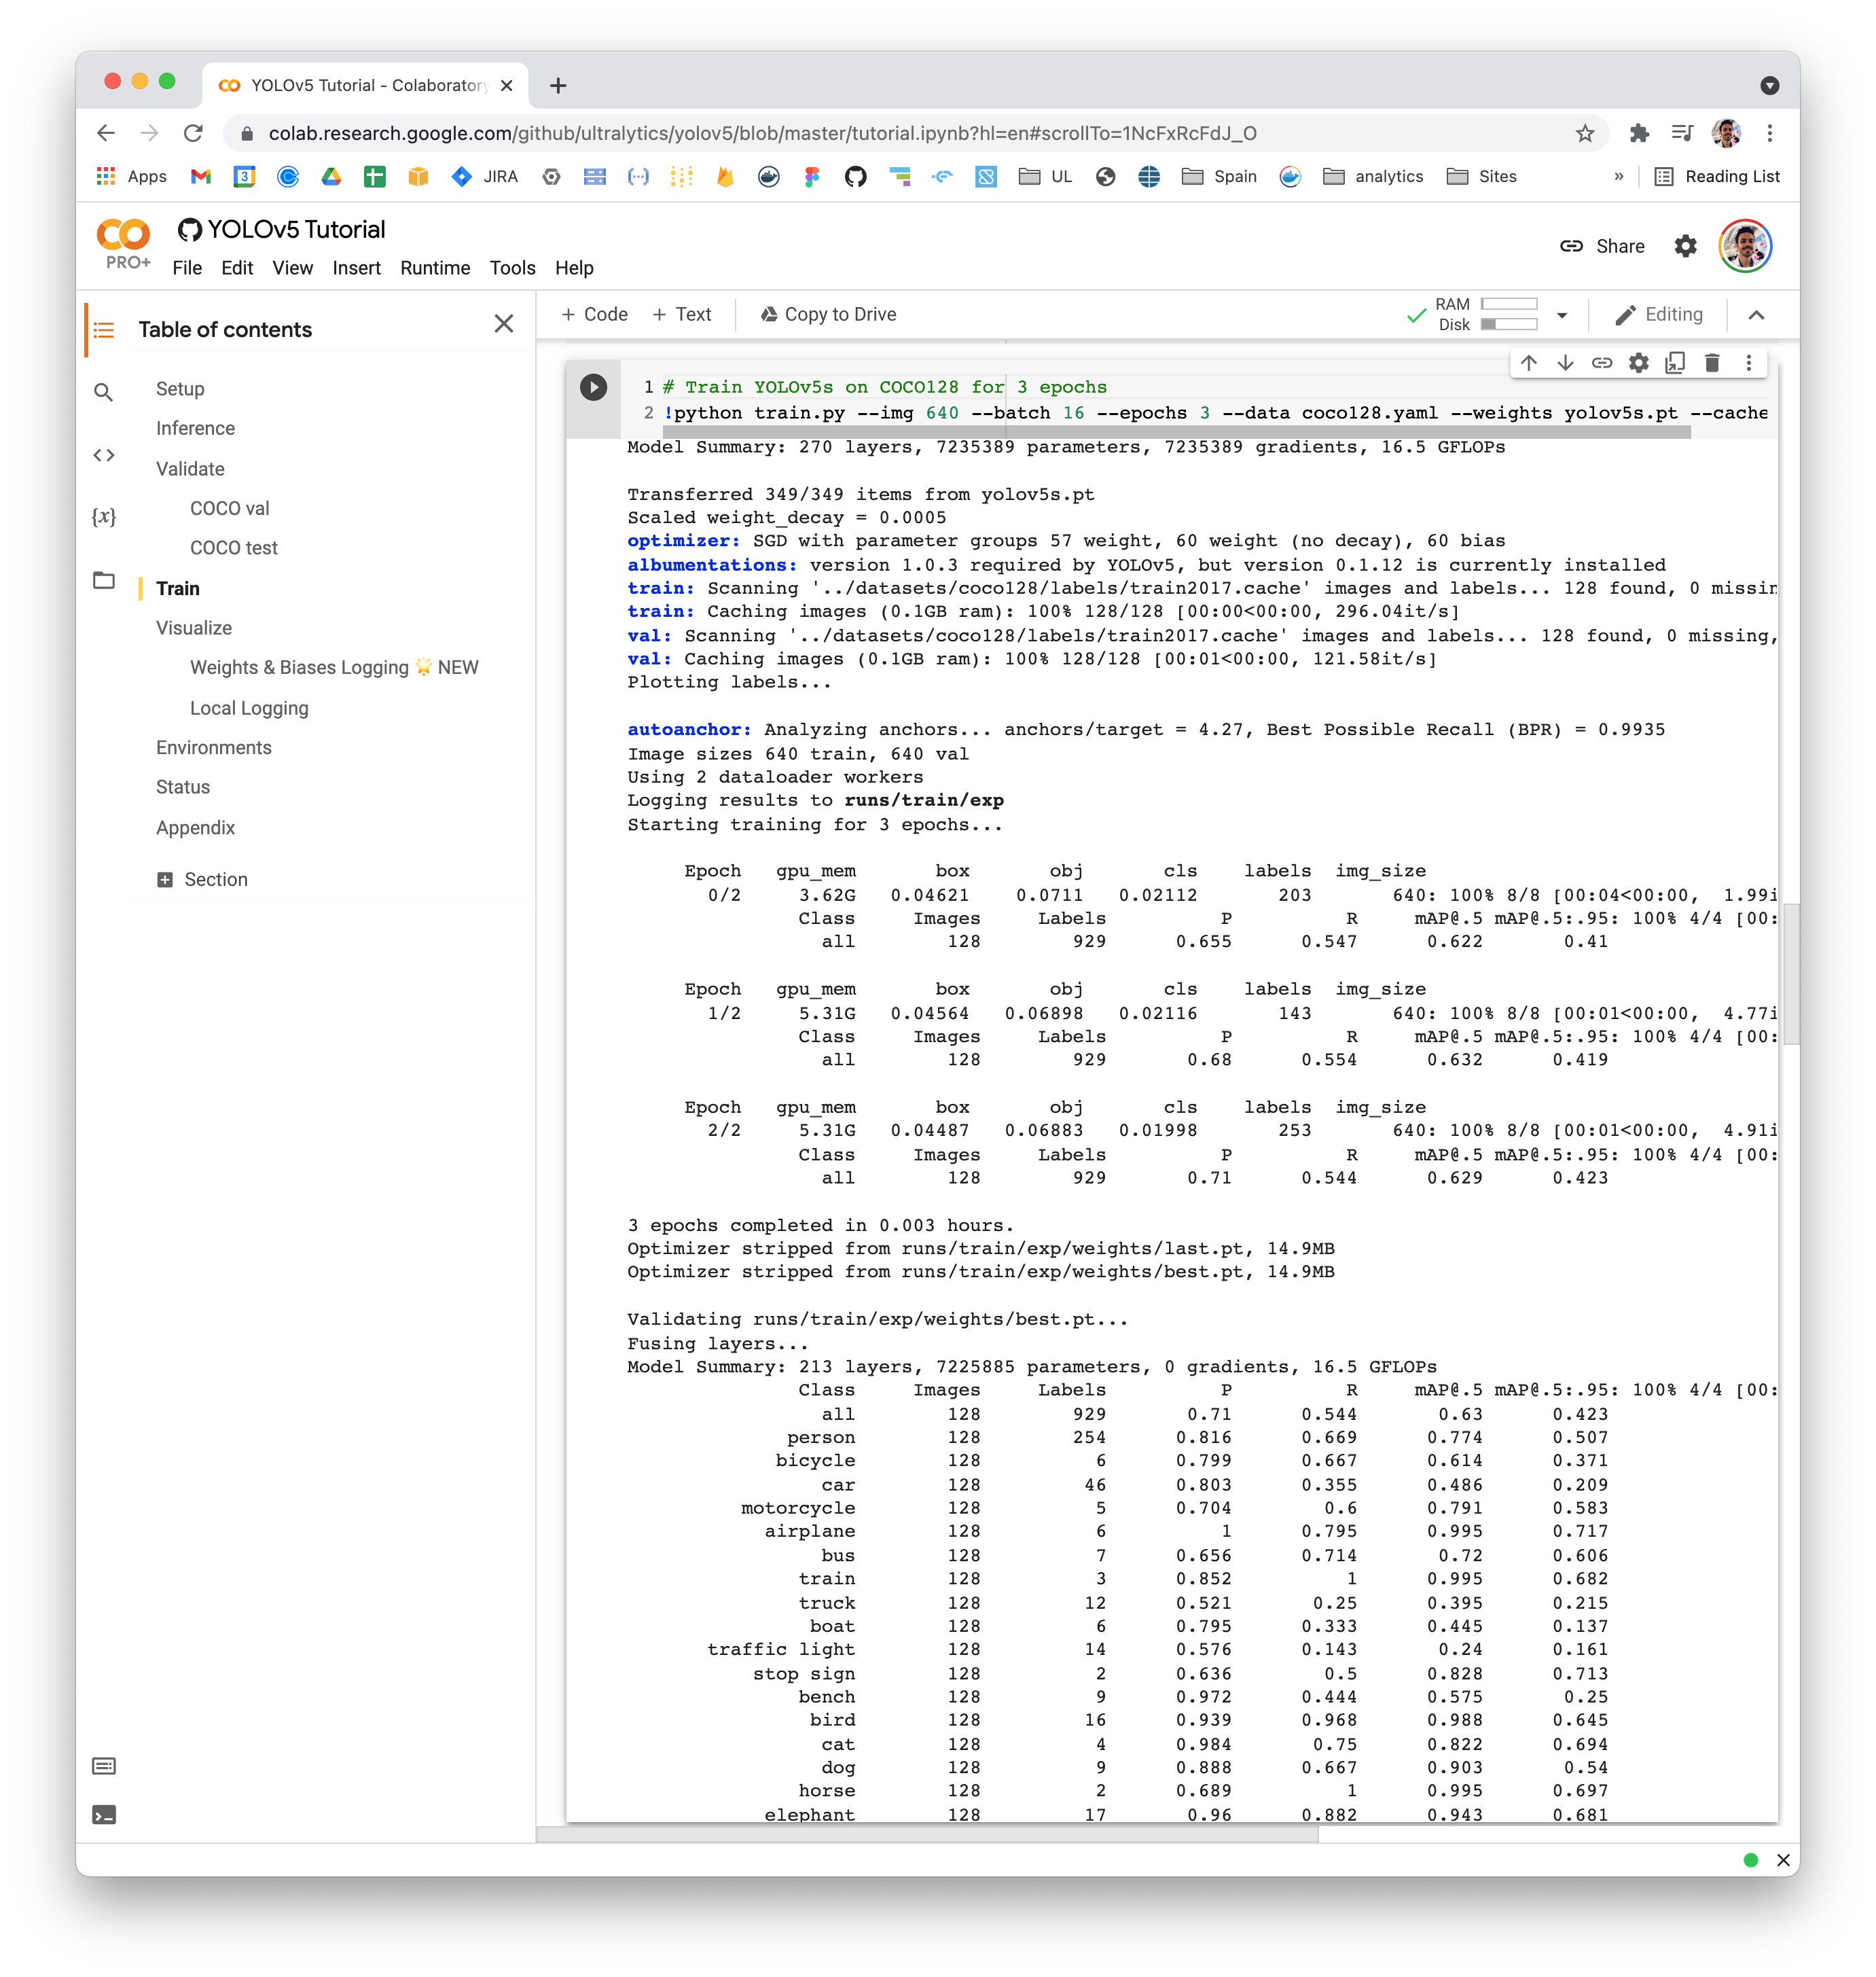 YOLOv5 Tutorial - Colaboratory
colab.research.google.com/github/ultralytics/yolov5/blob/master/tutorial.ipynb?hl=en#scrollTo=1NcFxRcFdJ_O
Apps 3 JIRA UL Spain analytics Sites » Reading List
PRO+
YOLOv5 Tutorial
File Edit View Insert Runtime Tools Help
Share
Table of contents
Setup
Inference
Validate
COCO val
COCO test
Train
Visualize
Weights & Biases Logging 🌟 NEW
Local Logging
Environments
Status
Appendix
Section
+ Code + Text Copy to Drive
RAM
Disk
Editing
1 # Train YOLOv5s on COCO128 for 3 epochs
2 !python train.py --img 640 --batch 16 --epochs 3 --data coco128.yaml --weights yolov5s.pt --cache
Model Summary: 270 layers, 7235389 parameters, 7235389 gradients, 16.5 GFLOPs
Transferred 349/349 items from yolov5s.pt
Scaled weight_decay = 0.0005
optimizer: SGD with parameter groups 57 weight, 60 weight (no decay), 60 bias
albumentations: version 1.0.3 required by YOLOv5, but version 0.1.12 is currently installed
train: Scanning '../datasets/coco128/labels/train2017.cache' images and labels... 128 found, 0 missin
train: Caching images (0.1GB ram): 100% 128/128 [00:00<00:00, 296.04it/s]
val: Scanning '../datasets/coco128/labels/train2017.cache' images and labels... 128 found, 0 missing,
val: Caching images (0.1GB ram): 100% 128/128 [00:01<00:00, 121.58it/s]
Plotting labels...
autoanchor: Analyzing anchors... anchors/target = 4.27, Best Possible Recall (BPR) = 0.9935
Image sizes 640 train, 640 val
Using 2 dataloader workers
Logging results to runs/train/exp
Starting training for 3 epochs...
Epoch gpu_mem box obj cls labels img_size
0/2 3.62G 0.04621 0.0711 0.02112 203 640: 100% 8/8 [00:04<00:00, 1.99i
Class Images Labels P R mAP@.5 mAP@.5:.95: 100% 4/4 [00:
all 128 929 0.655 0.547 0.622 0.41
Epoch gpu_mem box obj cls labels img_size
1/2 5.31G 0.04564 0.06898 0.02116 143 640: 100% 8/8 [00:01<00:00, 4.77i
Class Images Labels P R mAP@.5 mAP@.5:.95: 100% 4/4 [00:
all 128 929 0.68 0.554 0.632 0.419
Epoch gpu_mem box obj cls labels img_size
2/2 5.31G 0.04487 0.06883 0.01998 253 640: 100% 8/8 [00:01<00:00, 4.91i
Class Images Labels P R mAP@.5 mAP@.5:.95: 100% 4/4 [00:
all 128 929 0.71 0.544 0.629 0.423
3 epochs completed in 0.003 hours.
Optimizer stripped from runs/train/exp/weights/last.pt, 14.9MB
Optimizer stripped from runs/train/exp/weights/best.pt, 14.9MB
Validating runs/train/exp/weights/best.pt...
Fusing layers...
Model Summary: 213 layers, 7225885 parameters, 0 gradients, 16.5 GFLOPs
Class Images Labels P R mAP@.5 mAP@.5:.95: 100% 4/4 [00:
all 128 929 0.71 0.544 0.63 0.423
person 128 254 0.816 0.669 0.774 0.507
bicycle 128 6 0.799 0.667 0.614 0.371
car 128 46 0.803 0.355 0.486 0.209
motorcycle 128 5 0.704 0.6 0.791 0.583
airplane 128 6 1 0.795 0.995 0.717
bus 128 7 0.656 0.714 0.72 0.606
train 128 3 0.852 1 0.995 0.682
truck 128 12 0.521 0.25 0.395 0.215
boat 128 6 0.795 0.333 0.445 0.137
traffic light 128 14 0.576 0.143 0.24 0.161
stop sign 128 2 0.636 0.5 0.828 0.713
bench 128 9 0.972 0.444 0.575 0.25
bird 128 16 0.939 0.968 0.988 0.645
cat 128 4 0.984 0.75 0.822 0.694
dog 128 9 0.888 0.667 0.903 0.54
horse 128 2 0.689 1 0.995 0.697
elephant 128 17 0.96 0.882 0.943 0.681